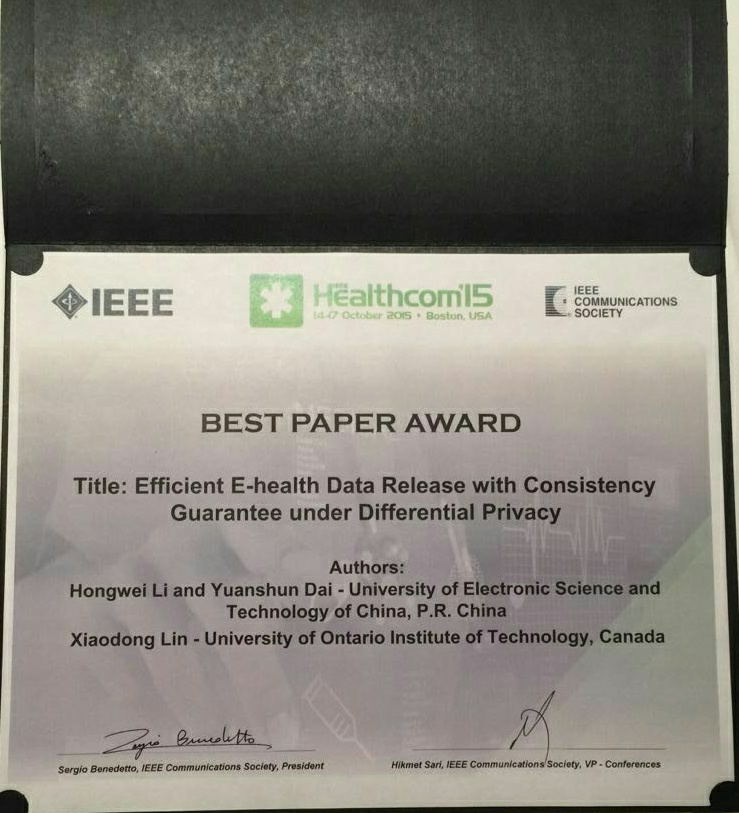 IEEE
Healthcom'15
14-17 October 2015 • Boston, USA
IEEE
COMMUNICATIONS
SOCIETY
BEST PAPER AWARD
Title: Efficient E-health Data Release with Consistency
Guarantee under Differential Privacy
Authors:
Hongwei Li and Yuanshun Dai - University of Electronic Science and
Technology of China, P.R. China
Xiaodong Lin - University of Ontario Institute of Technology, Canada
Sergio Benedetto
Sergio Benedetto, IEEE Communications Society, President
Hikmet Sari, IEEE Communications Society, VP - Conferences